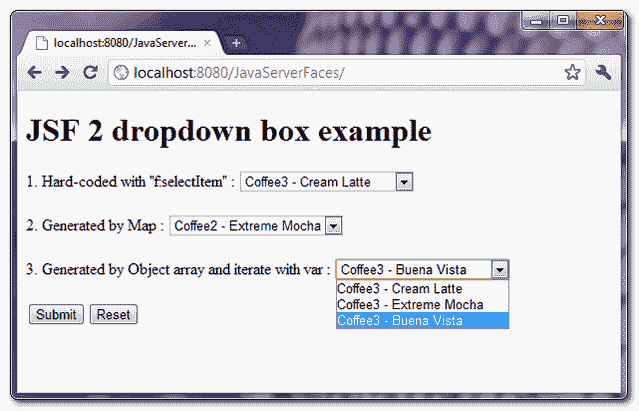 localhost:8080/JavaServer...
localhost:8080/JavaServerFaces/
JSF 2 dropdown box example
1. Hard-coded with "f:selectItem" : Coffee3 - Cream Latte
2. Generated by Map : Coffee2 - Extreme Mocha
3. Generated by Object array and iterate with var : Coffee3 - Buena Vista
Coffee3 - Cream Latte
Coffee3 - Extreme Mocha
Coffee3 - Buena Vista
Submit Reset